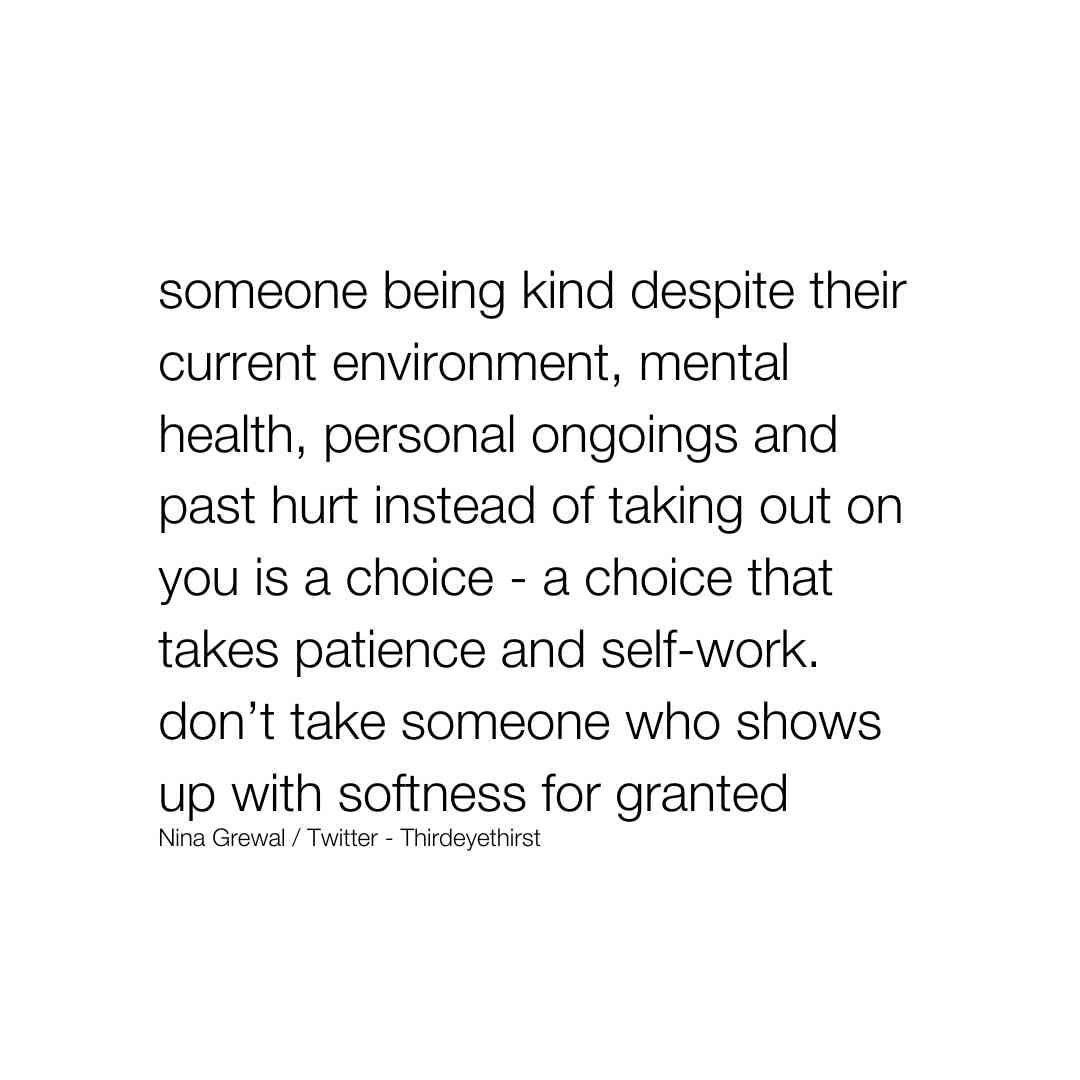 someone being kind despite their
current environment, mental
health, personal ongoings and
past hurt instead of taking out on
you is a choice - a choice that
takes patience and self-work.
don’t take someone who shows
up with softness for granted
Nina Grewal / Twitter - Thirdeyethirst